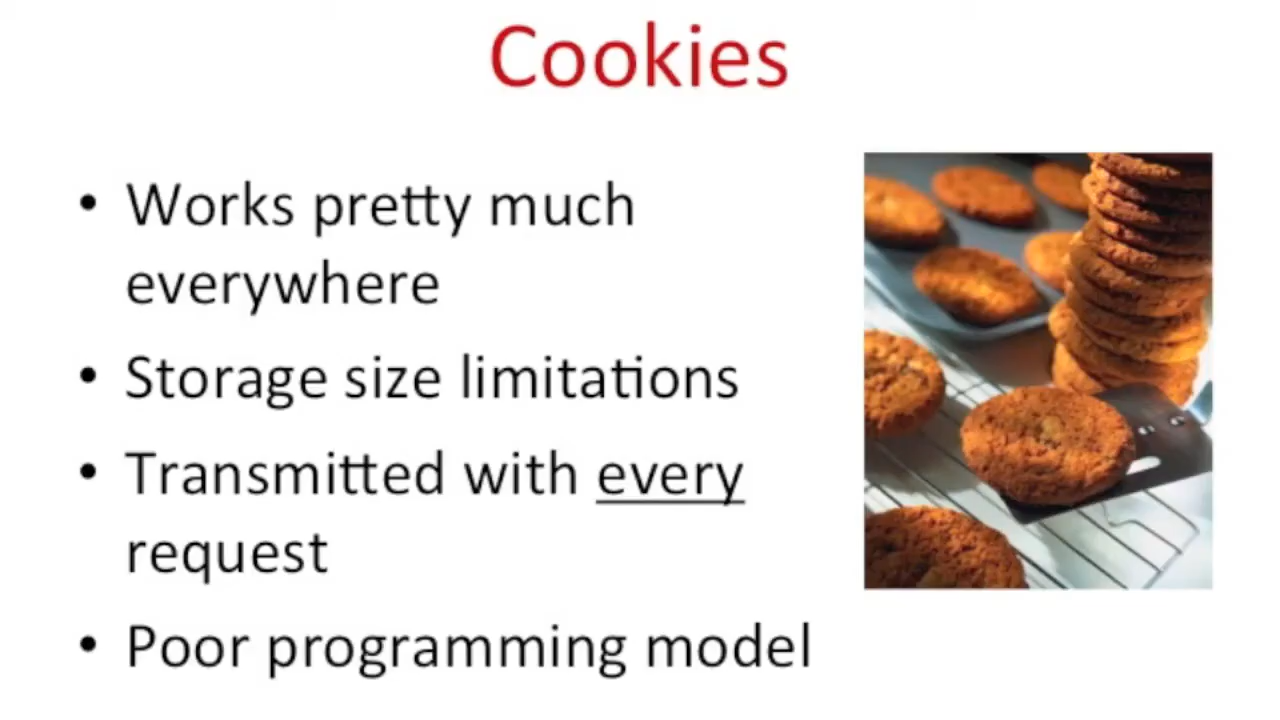 Cookies
• Works pretty much
everywhere
• Storage size limitations
• Transmitted with every
request
• Poor programming model